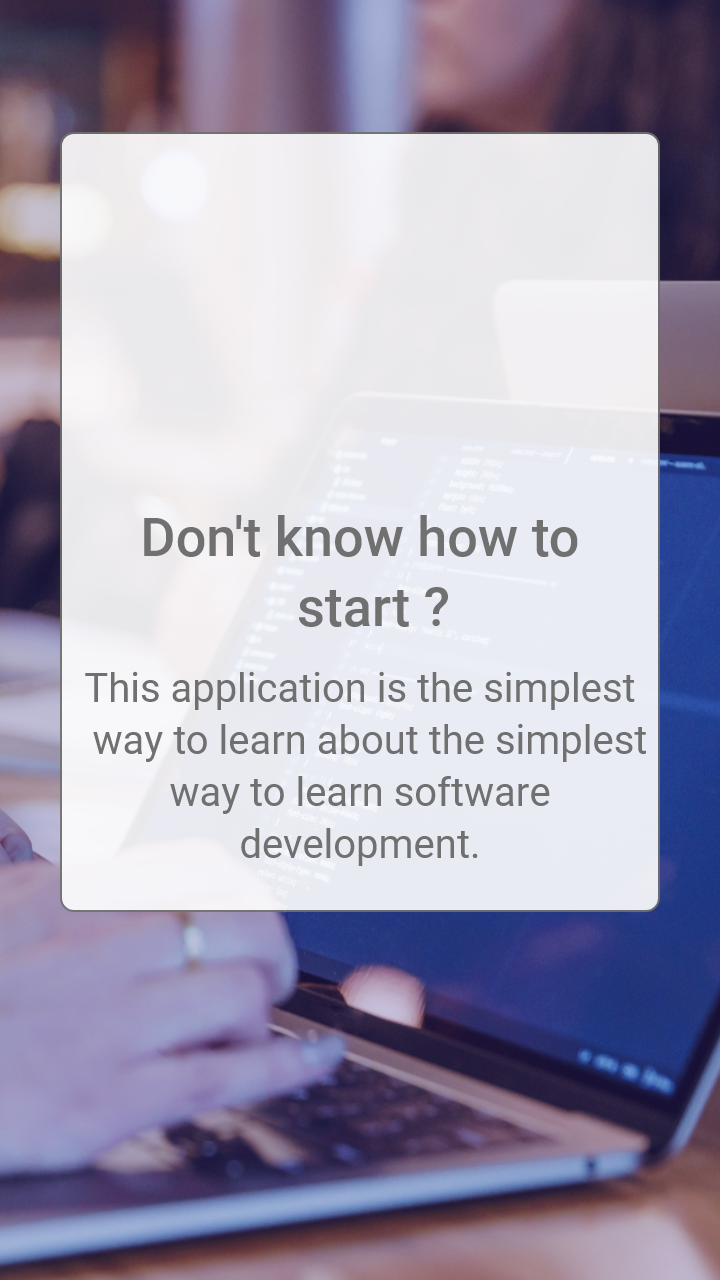 Don't know how to
start ?
This application is the simplest
way to learn about the simplest
way to learn software
development.